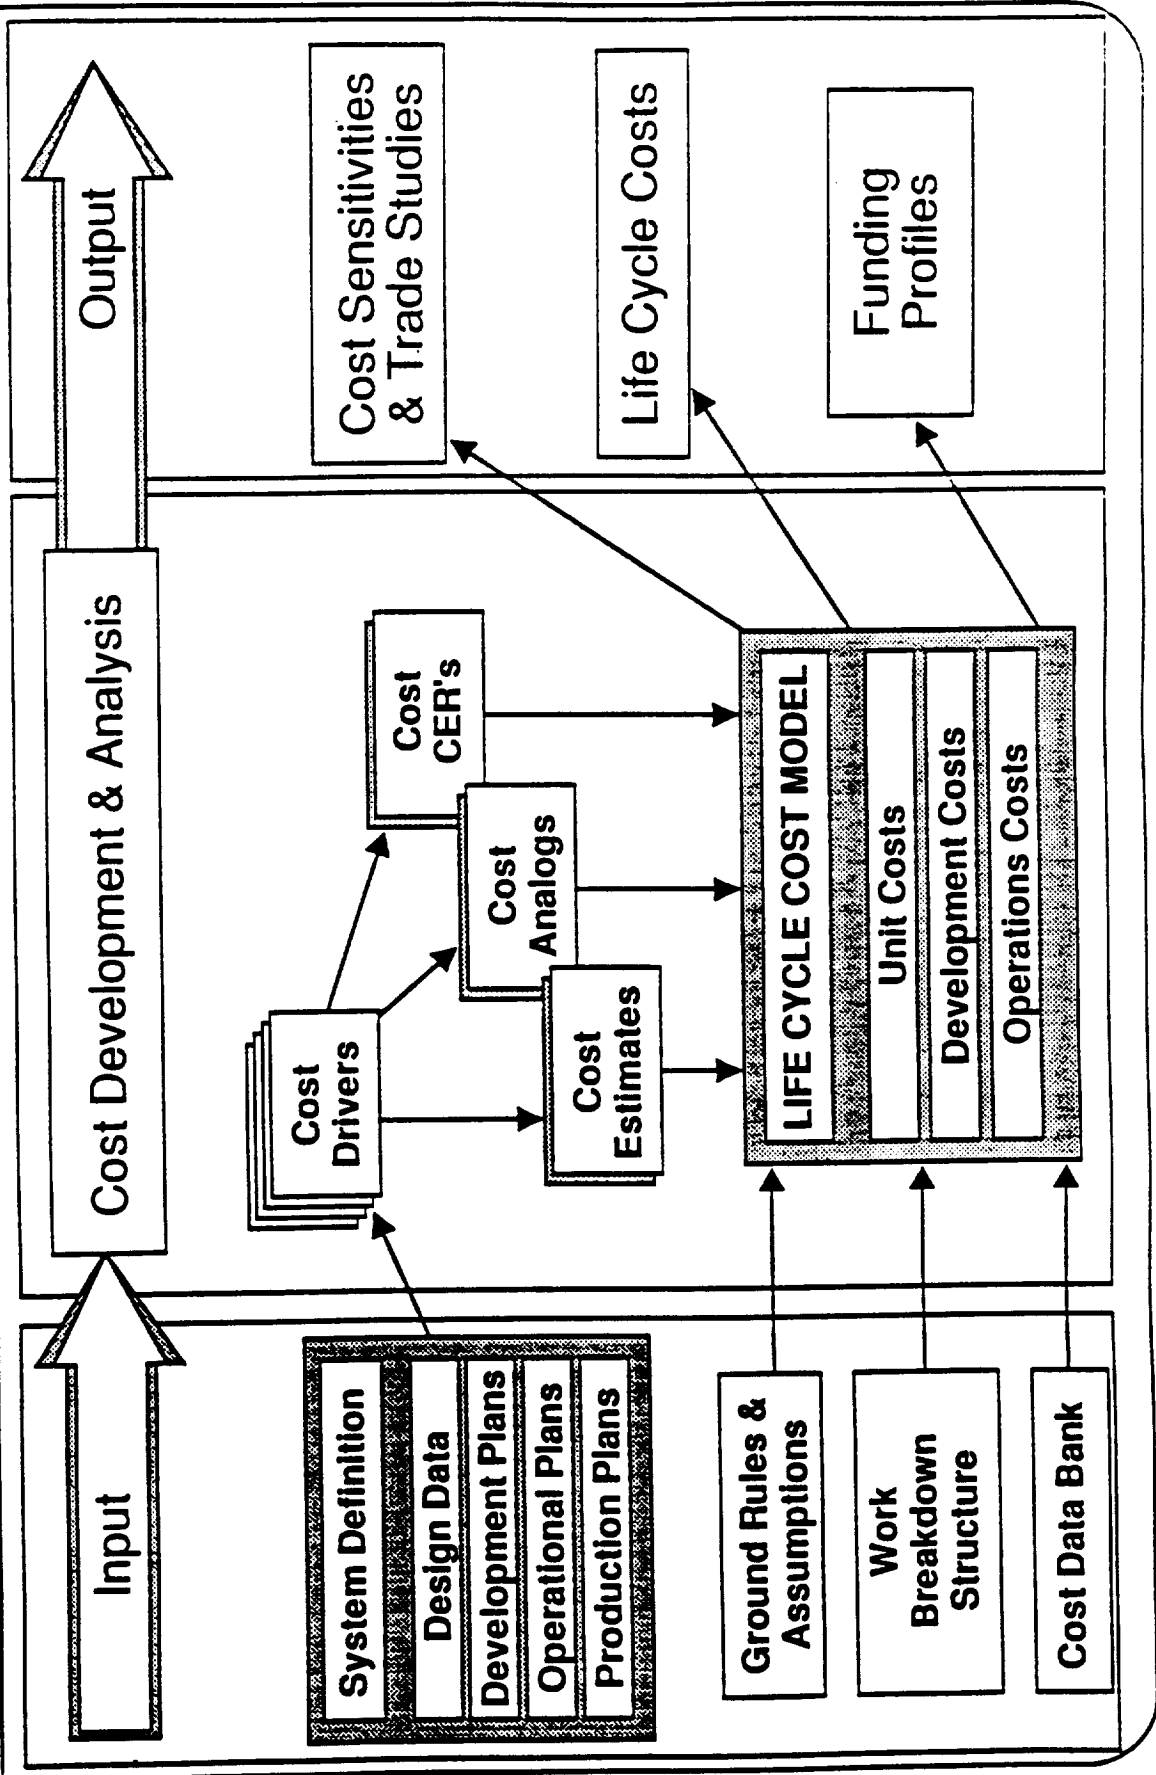 Input
Cost Development & Analysis
Output
System Definition
Design Data
Development Plans
Operational Plans
Production Plans
Ground Rules &
Assumptions
Work
Breakdown
Structure
Cost Data Bank
Cost
Drivers
Cost
CER's
Cost
Analogs
Cost
Estimates
LIFE CYCLE COST MODEL
Unit Costs
Development Costs
Operations Costs
Cost Sensitivities
& Trade Studies
Life Cycle Costs
Funding
Profiles